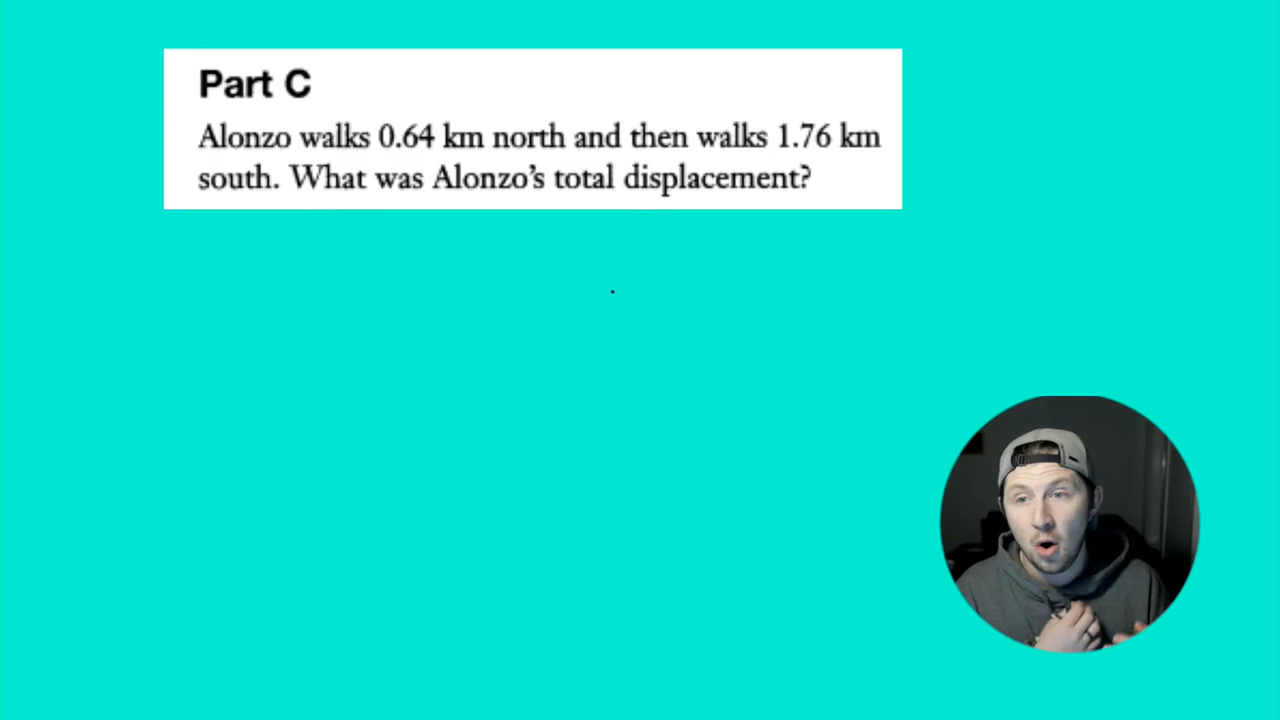 Part C
Alonzo walks 0.64 km north and then walks 1.76 km
south. What was Alonzo’s total displacement?